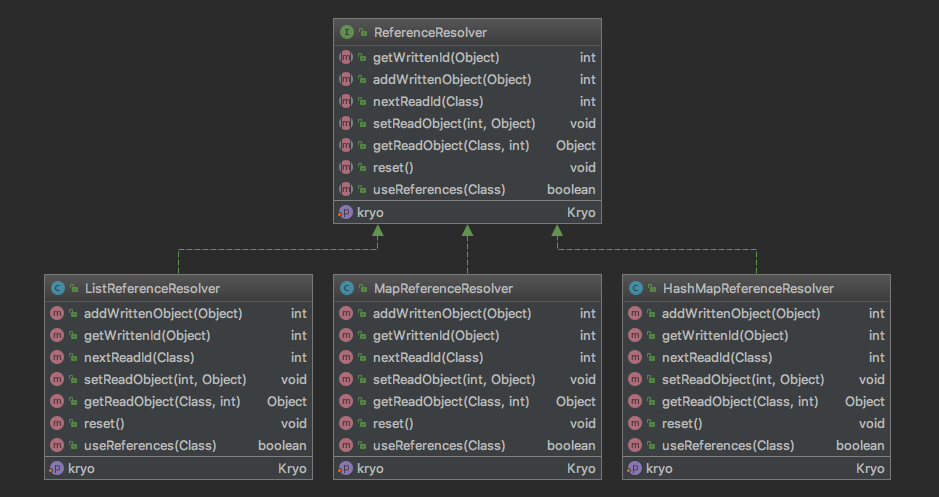 ReferenceResolver
getWrittenId(Object) int
addWrittenObject(Object) int
nextReadId(Class) int
setReadObject(int, Object) void
getReadObject(Class, int) Object
reset() void
useReferences(Class) boolean
kryo Kryo
ListReferenceResolver
addWrittenObject(Object) int
getWrittenId(Object) int
nextReadId(Class) int
setReadObject(int, Object) void
getReadObject(Class, int) Object
reset() void
useReferences(Class) boolean
kryo Kryo
MapReferenceResolver
addWrittenObject(Object) int
getWrittenId(Object) int
nextReadId(Class) int
setReadObject(int, Object) void
getReadObject(Class, int) Object
reset() void
useReferences(Class) boolean
kryo Kryo
HashMapReferenceResolver
addWrittenObject(Object) int
getWrittenId(Object) int
nextReadId(Class) int
setReadObject(int, Object) void
getReadObject(Class, int) Object
reset() void
useReferences(Class) boolean
kryo Kryo